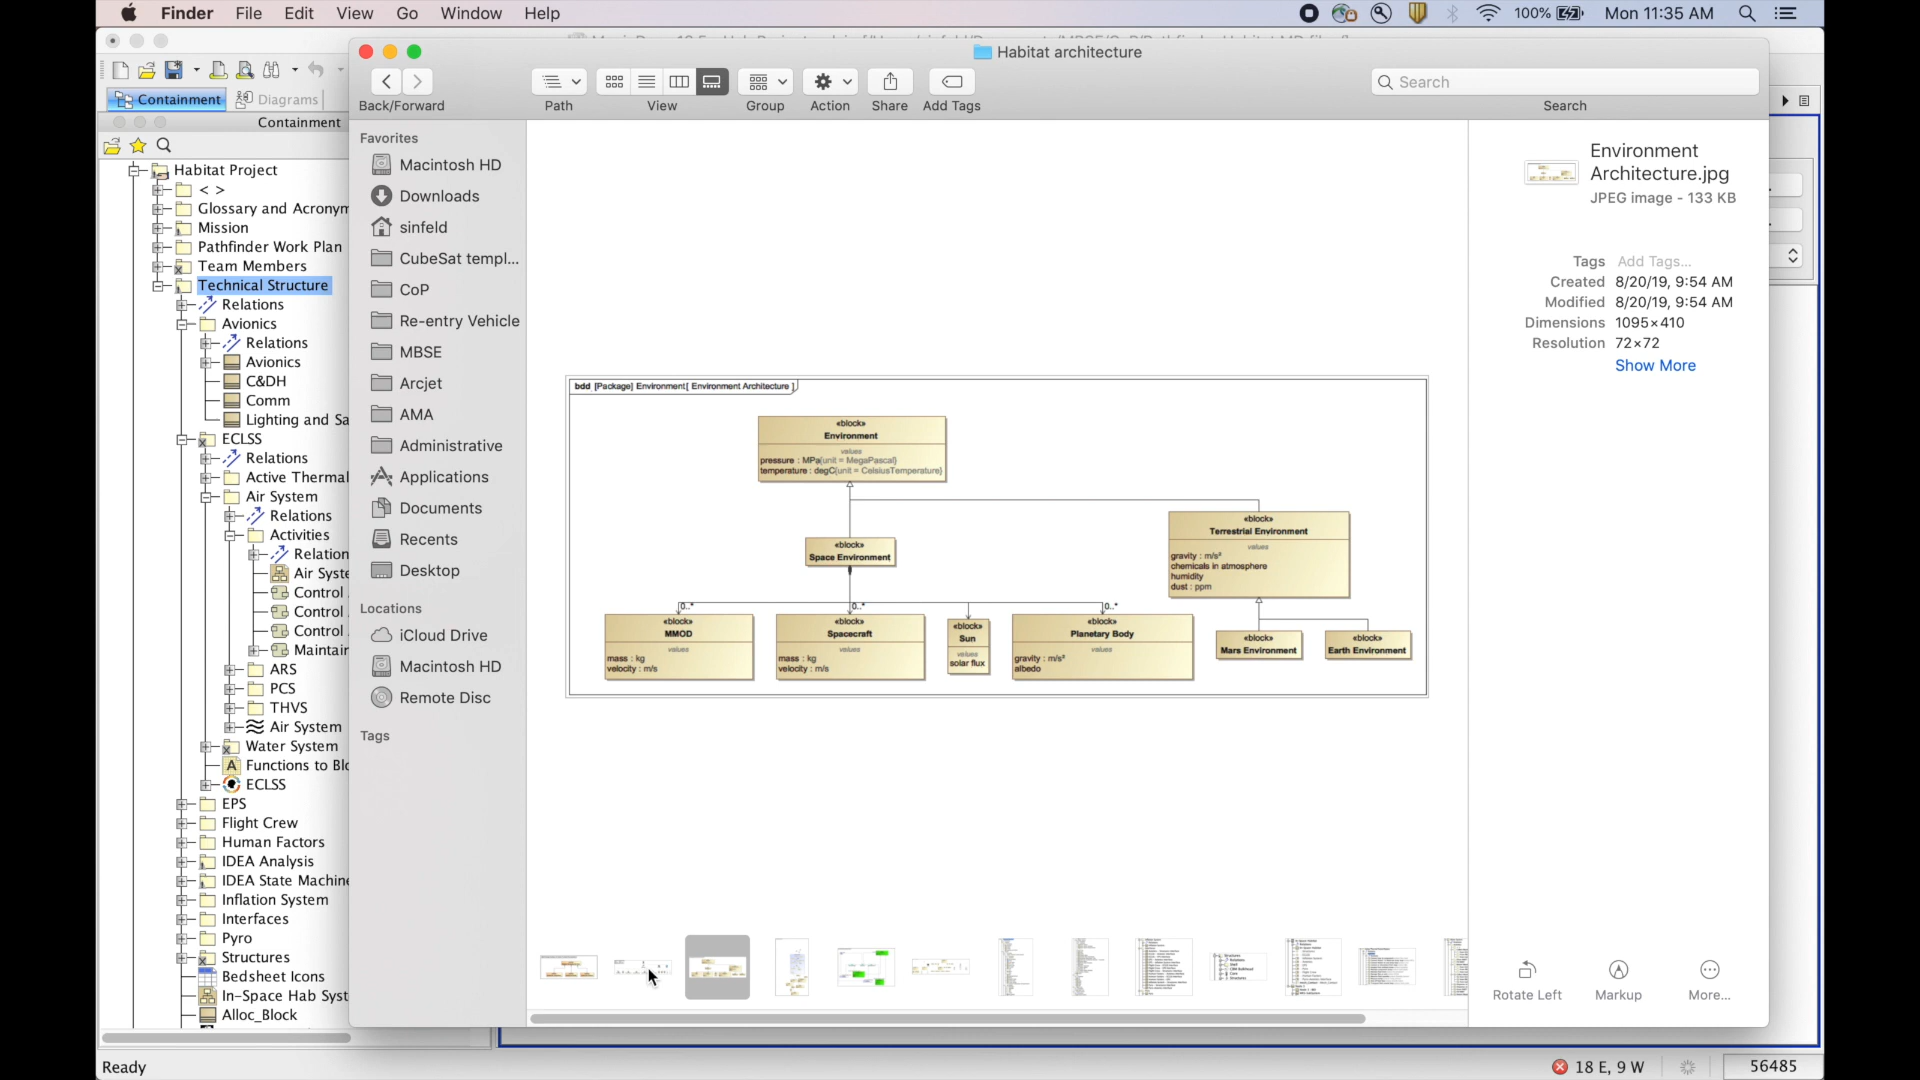 Finder File Edit View Go Window Help
100% Mon 11:35 AM
Habitat architecture
Back/Forward Path View Group Action Share Add Tags Search
Search
Containment
Diagrams
Containment
Habitat Project
< >
Glossary and Acronym
Mission
Pathfinder Work Plan
Team Members
Technical Structure
Relations
Avionics
Relations
Avionics
C&DH
Comm
Lighting and Sa
ECLSS
Relations
Active Thermal
Air System
Relations
Activities
Relation
Air Syste
Control
Control
Control
Maintain
ARS
PCS
THVS
Air System
Water System
Functions to Blo
ECLSS
EPS
Flight Crew
Human Factors
IDEA Analysis
IDEA State Machine
Inflation System
Interfaces
Pyro
Structures
Bedsheet Icons
In-Space Hab Syst
Alloc_Block
Ready
Favorites
Macintosh HD
Downloads
sinfeld
CubeSat templ...
CoP
Re-entry Vehicle
MBSE
Arcjet
AMA
Administrative
Applications
Documents
Recents
Desktop
Locations
iCloud Drive
Macintosh HD
Remote Disc
Tags
bdd [Package] Environment[ Environment Architecture ]
«block»
Environment
values
pressure : MPa{unit = MegaPascal}
temperature : degC{unit = CelsiusTemperature}
«block»
Space Environment
«block»
Terrestrial Environment
values
gravity : m/s²
chemicals in atmosphere
humidity
dust : ppm
0..*
0..*
0..*
«block»
MMOD
values
mass : kg
velocity : m/s
«block»
Spacecraft
values
mass : kg
velocity : m/s
«block»
Sun
values
solar flux
«block»
Planetary Body
values
gravity : m/s²
albedo
«block»
Mars Environment
«block»
Earth Environment
Environment
Architecture.jpg
JPEG image - 133 KB
Tags Add Tags...
Created 8/20/19, 9:54 AM
Modified 8/20/19, 9:54 AM
Dimensions 1095×410
Resolution 72×72
Show More
Rotate Left Markup More...
18 E, 9 W
56485